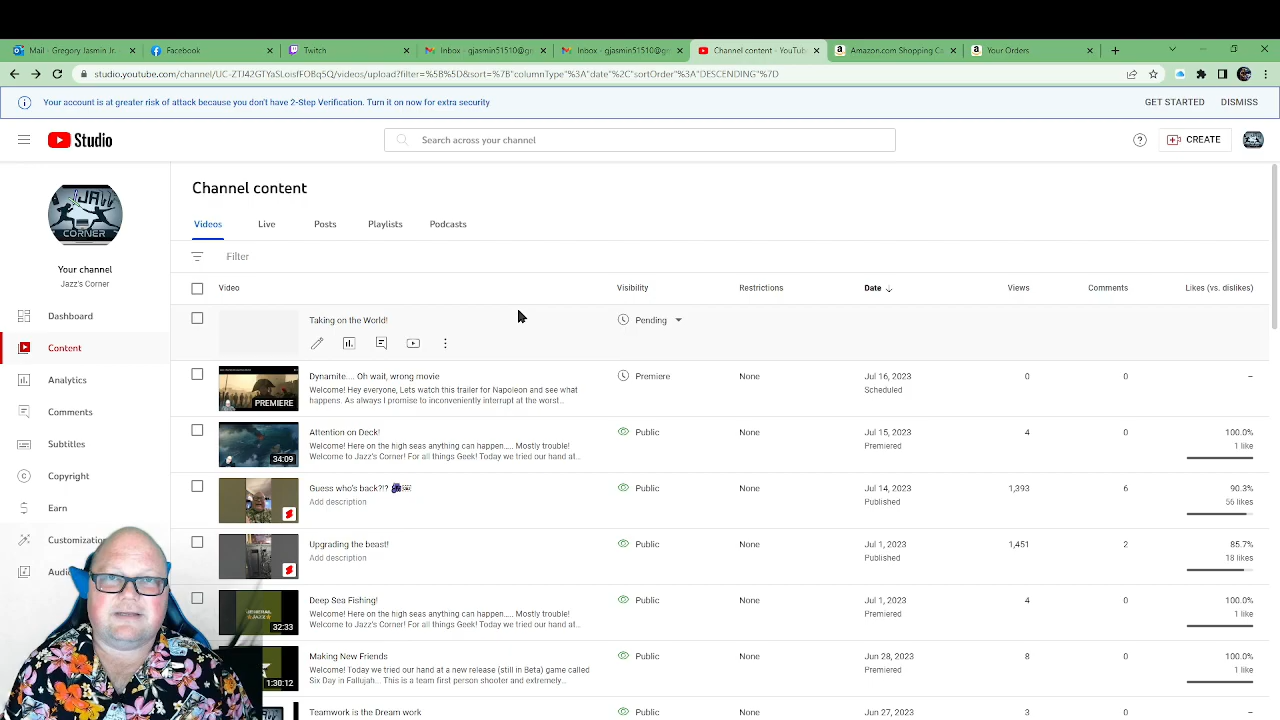 Mail - Gregory Jasmin Jr.
Facebook
Twitch
Inbox - gjasmin51510@g
Inbox - gjasmin51510@g
Channel content - YouTu
Amazon.com Shopping Ca
Your Orders
Your account is at greater risk of attack because you don't have 2-Step Verification. Turn it on now for extra security
GET STARTED
DISMISS
Studio
Search across your channel
CREATE
JAZZ
CORNER
Your channel
Jazz's Corner
Dashboard
Content
Analytics
Comments
Subtitles
Copyright
Earn
Customization
Channel content
Videos
Live
Posts
Playlists
Podcasts
Filter
Video
Visibility
Restrictions
Date
Views
Comments
Likes (vs. dislikes)
Taking on the World!
Pending
Dynamite.... Oh wait, wrong movie
Welcome! Hey everyone, Lets watch this trailer for Napoleon and see what
happens. As always I promise to inconveniently interrupt at the worst...
PREMIERE
Premiere
None
Jul 16, 2023
Scheduled
0
0
–
Attention on Deck!
Welcome! Here on the high seas anything can happen.... Mostly trouble!
Welcome to Jazz's Corner! For all things Geek! Today we tried our hand at...
34:09
Public
None
Jul 15, 2023
Premiered
4
0
100.0%
1 like
Guess who's back?!?
Add description
Public
None
Jul 14, 2023
Published
1,393
6
90.3%
56 likes
Upgrading the beast!
Add description
Public
None
Jul 1, 2023
Published
1,451
2
85.7%
18 likes
Deep Sea Fishing!
Welcome! Here on the high seas anything can happen.... Mostly trouble!
Welcome to Jazz's Corner! For all things Geek! Today we tried our hand at...
GENERAL
JAZZ
32:33
Public
None
Jul 1, 2023
Premiered
4
0
100.0%
1 like
Making New Friends
Welcome! Today we tried our hand at a new release (still in Beta) game called
Six Day in Fallujah... This is a team first person shooter and extremely...
1:30:12
Public
None
Jun 28, 2023
Premiered
8
0
100.0%
1 like
Teamwork is the Dream work
Public
None
Jun 27, 2023
3
0
–